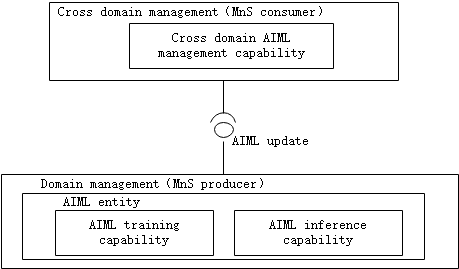 Cross domain management (MnS consumer)
Cross domain AIML
management capability
AIML update
Domain management (MnS producer)
AIML entity
AIML training
capability
AIML inference
capability